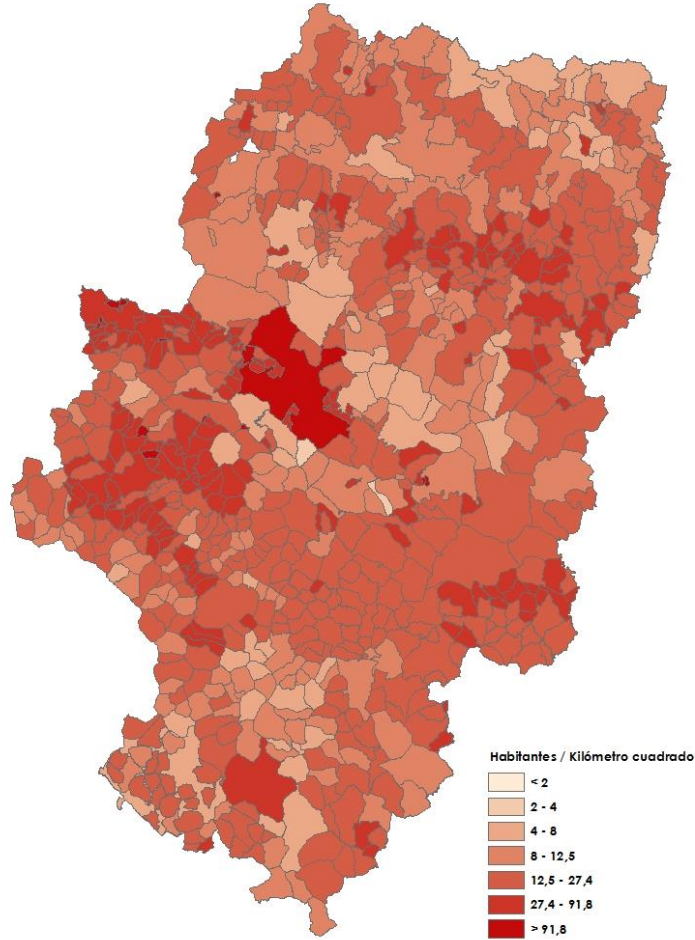 Habitantes / Kilómetro cuadrado
< 2
2 - 4
4 - 8
8 - 12,5
12,5 - 27,4
27,4 - 91,8
> 91,8